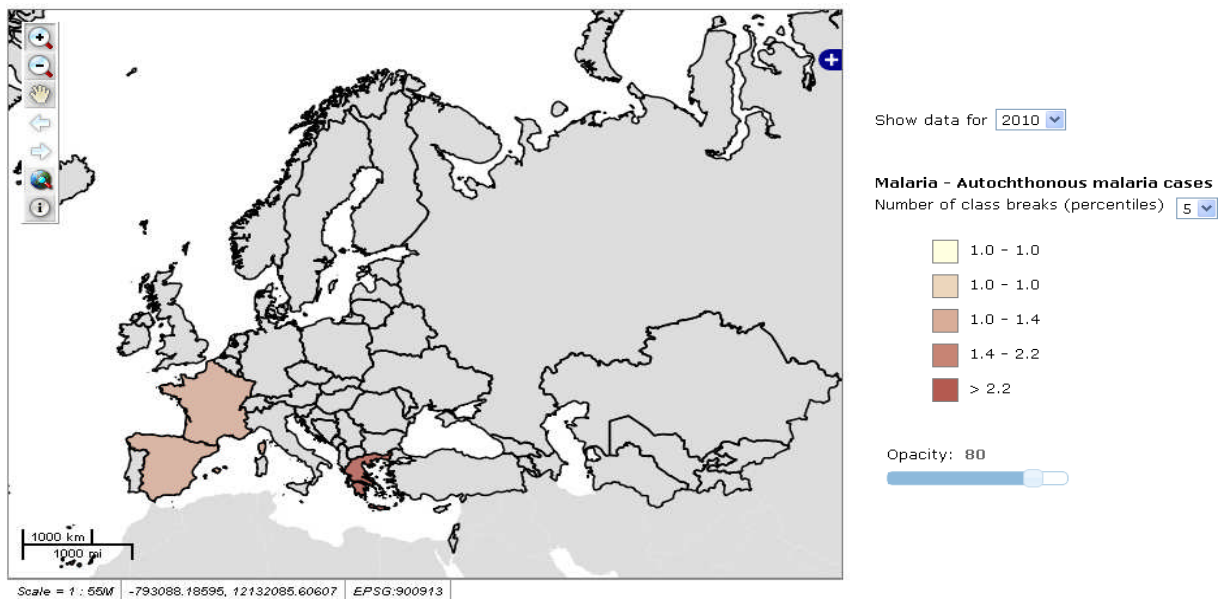 Show data for 2010
Malaria - Autochthonous malaria cases
Number of class breaks (percentiles) 5
1.0 - 1.0
1.0 - 1.0
1.0 - 1.4
1.4 - 2.2
> 2.2
Opacity: 80
1000 km
1000 mi
Scale = 1 : 55M -793088.18595, 12132085.60607 EPSG:900913